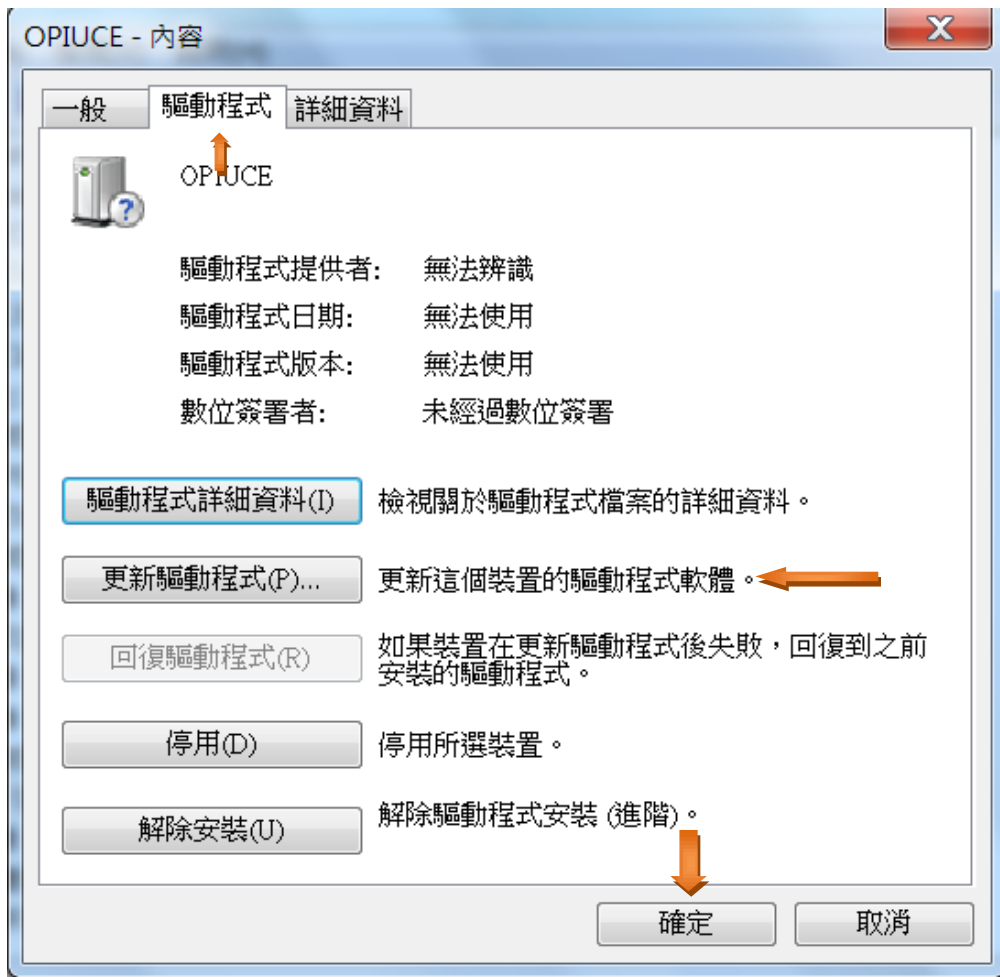 OPIUCE - 內容
一般 驅動程式 詳細資料
OPIUCE
驅動程式提供者: 無法辨識
驅動程式日期: 無法使用
驅動程式版本: 無法使用
數位簽署者: 未經過數位簽署
驅動程式詳細資料(I) 檢視關於驅動程式檔案的詳細資料。
更新驅動程式(P)... 更新這個裝置的驅動程式軟體。
回復驅動程式(R) 如果裝置在更新驅動程式後失敗，回復到之前
安裝的驅動程式。
停用(D) 停用所選裝置。
解除安裝(U) 解除驅動程式安裝 (進階)。
確定 取消